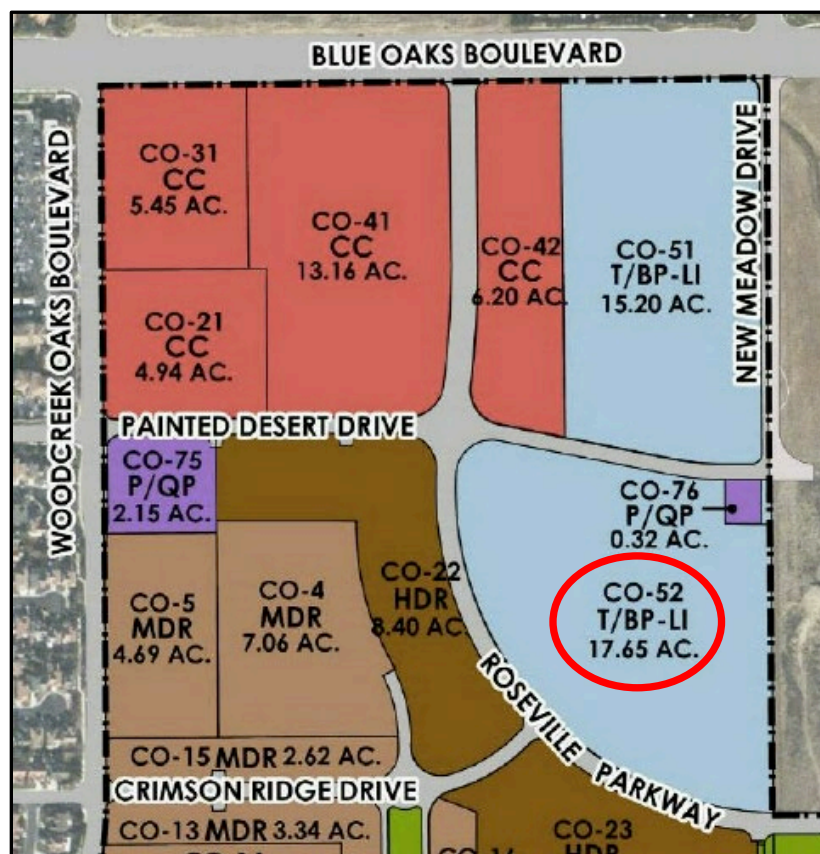 BLUE OAKS BOULEVARD
WOODCREEK OAKS BOULEVARD
NEW MEADOW DRIVE
CO-31
CC
5.45 AC.
CO-41
CC
13.16 AC.
CO-42
CC
6.20 AC.
CO-51
T/BP-LI
15.20 AC.
CO-21
CC
4.94 AC.
PAINTED DESERT DRIVE
CO-75
P/QP
2.15 AC.
CO-76
P/QP
0.32 AC.
CO-5
MDR
4.69 AC.
CO-4
MDR
7.06 AC.
CO-22
HDR
8.40 AC.
CO-52
T/BP-LI
17.65 AC.
ROSEVILLE PARKWAY
CO-15 MDR 2.62 AC.
CRIMSON RIDGE DRIVE
CO-13 MDR 3.34 AC.
CO-23
HDR